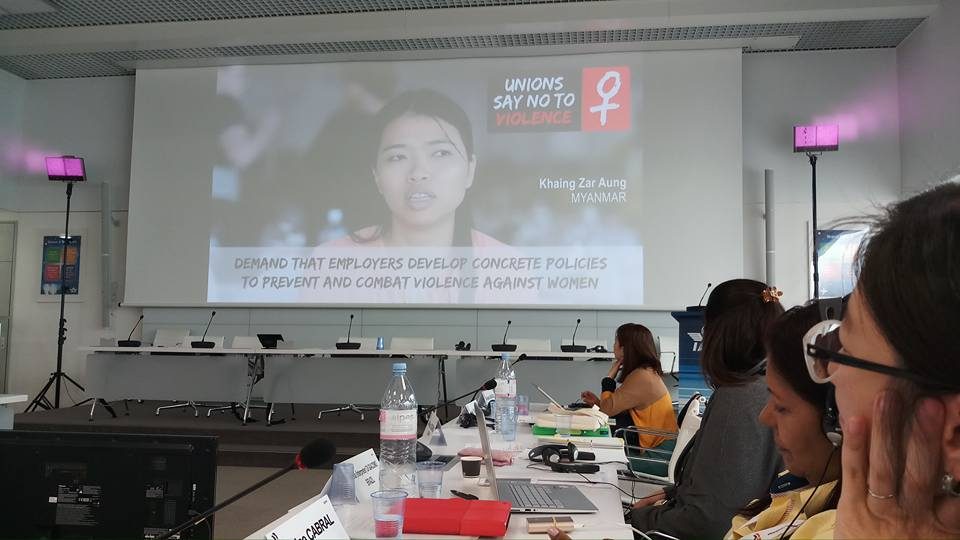 UNIONS
SAY NO TO
VIOLENCE
Khaing Zar Aung
MYANMAR
DEMAND THAT EMPLOYERS DEVELOP CONCRETE POLICIES
TO PREVENT AND COMBAT VIOLENCE AGAINST WOMEN
BRAZIL
CABRAL